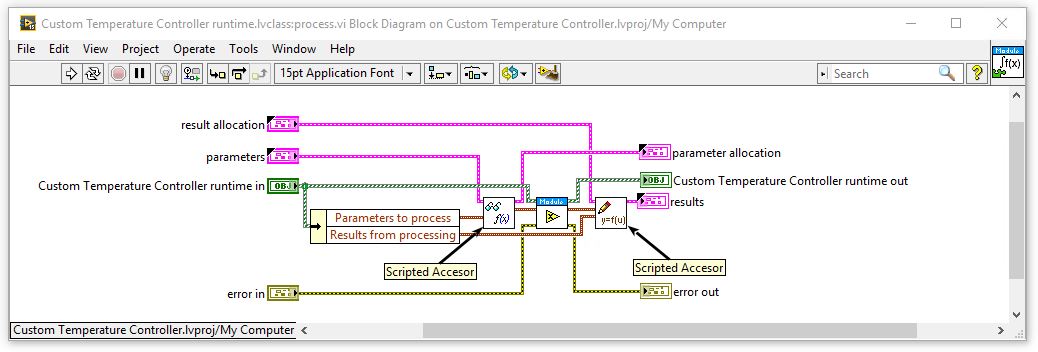 Custom Temperature Controller runtime.lvclass:process.vi Block Diagram on Custom Temperature Controller.lvproj/My Computer
File Edit View Project Operate Tools Window Help
Module
15pt Application Font
Search
?
∫f(x)
result allocation
parameters
parameter allocation
Custom Temperature Controller runtime in
OBJ
OBJ
Custom Temperature Controller runtime out
results
Parameters to process
Results from processing
f(x)
Module
y=f(u)
Scripted Accesor
Scripted Accesor
error in
error out
Custom Temperature Controller.lvproj/My Computer